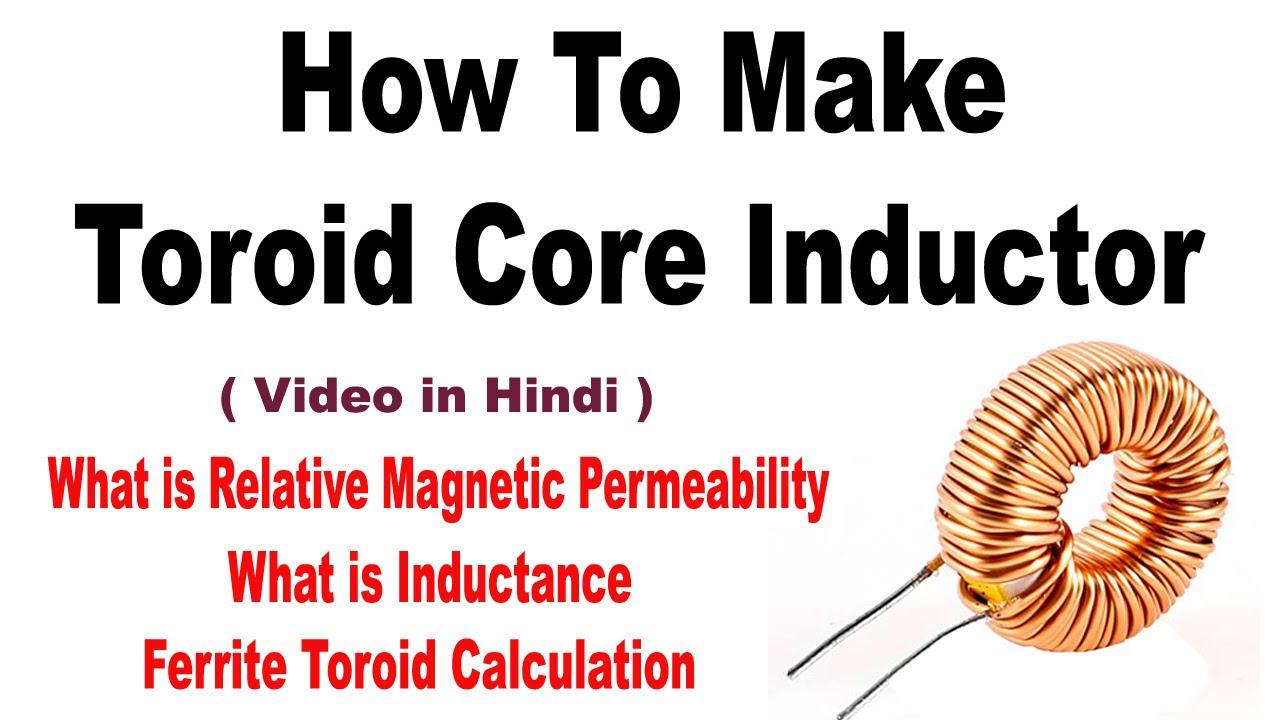 How To Make
Toroid Core Inductor
( Video in Hindi )
What is Relative Magnetic Permeability
What is Inductance
Ferrite Toroid Calculation